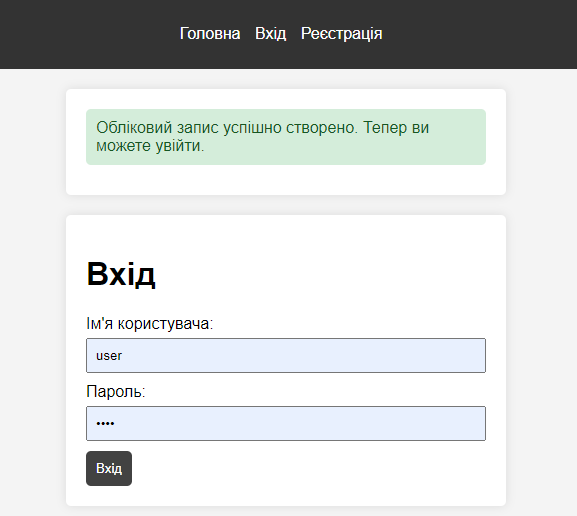 Головна Вхід Реєстрація
Обліковий запис успішно створено. Тепер ви
можете увійти.
Вхід
Ім'я користувача:
user
Пароль:
••••
Вхід